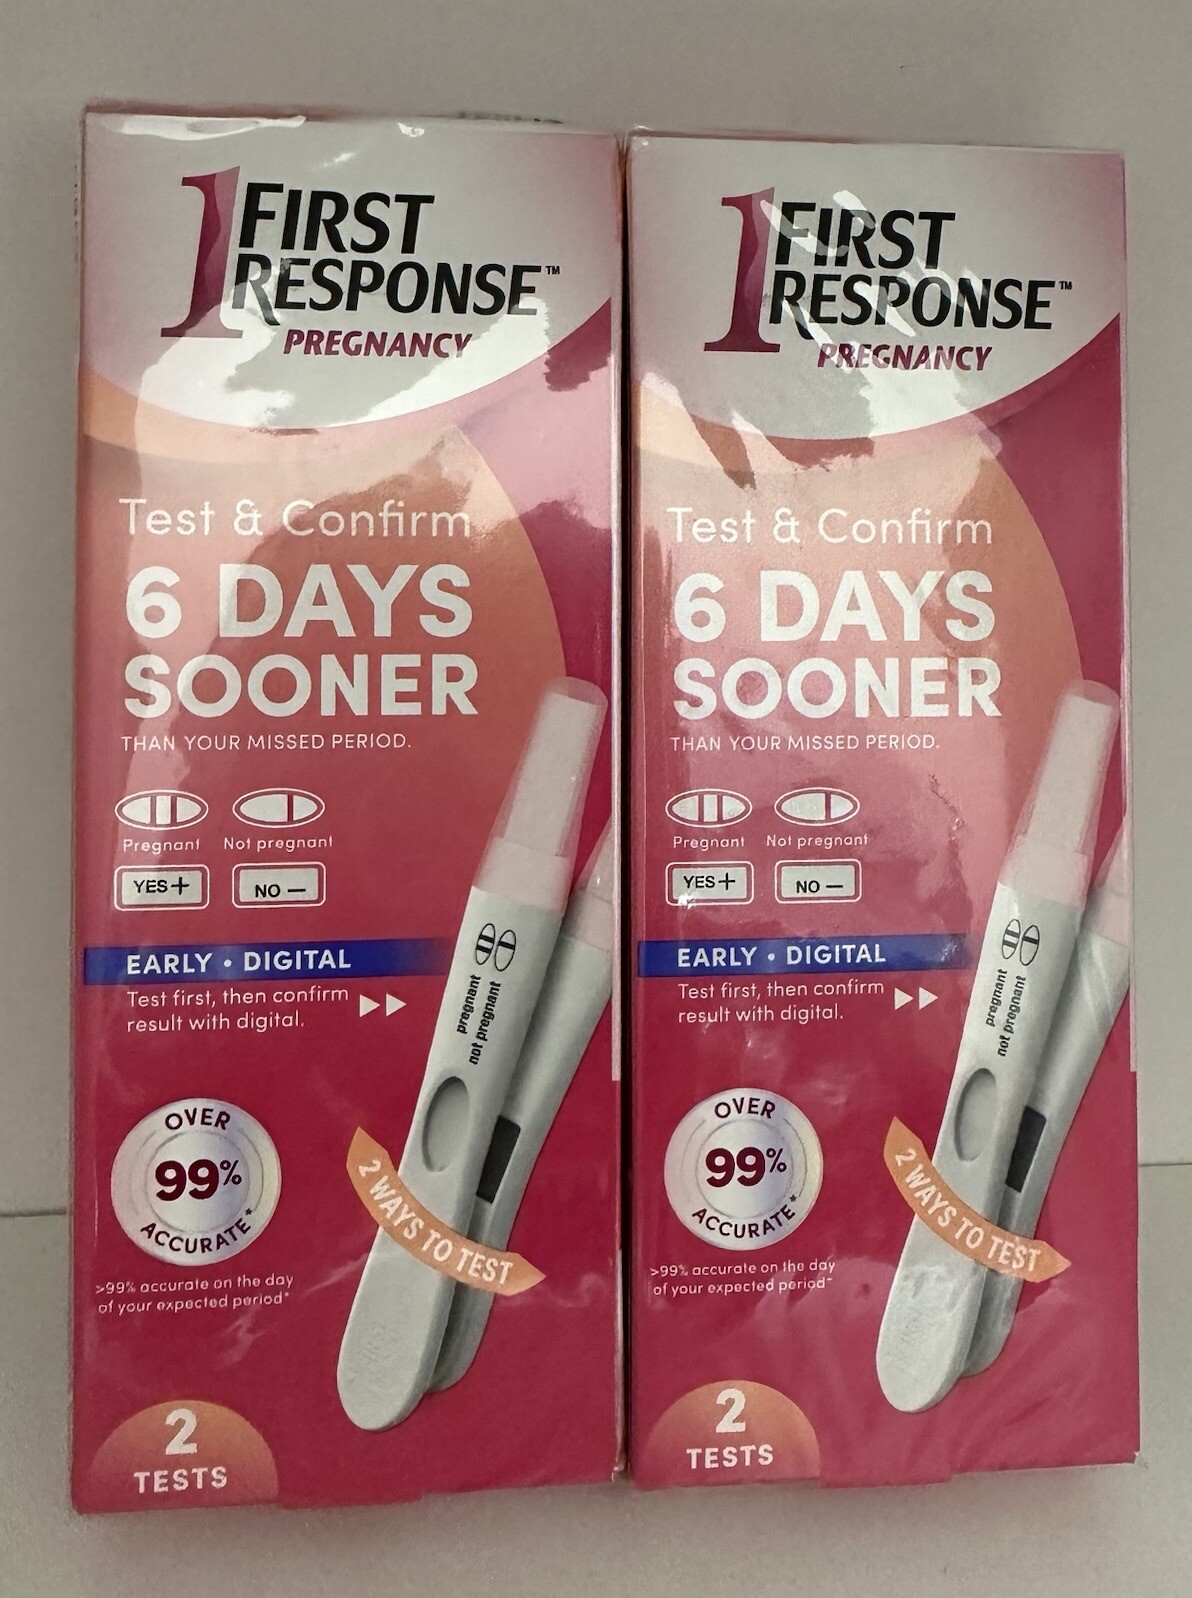 1 FIRST
RESPONSE™
PREGNANCY
Test & Confirm
6 DAYS
SOONER
THAN YOUR MISSED PERIOD.
Pregnant Not pregnant
YES+ NO –
EARLY • DIGITAL
Test first, then confirm
result with digital.
pregnant
not pregnant
OVER
99%
ACCURATE*
>99% accurate on the day
of your expected period*
2 WAYS TO TEST
2
TESTS
1 FIRST
RESPONSE™
PREGNANCY
Test & Confirm
6 DAYS
SOONER
THAN YOUR MISSED PERIOD.
Pregnant Not pregnant
YES+ NO –
EARLY • DIGITAL
Test first, then confirm
result with digital.
pregnant
not pregnant
OVER
99%
ACCURATE*
>99% accurate on the day
of your expected period*
2 WAYS TO TEST
2
TESTS